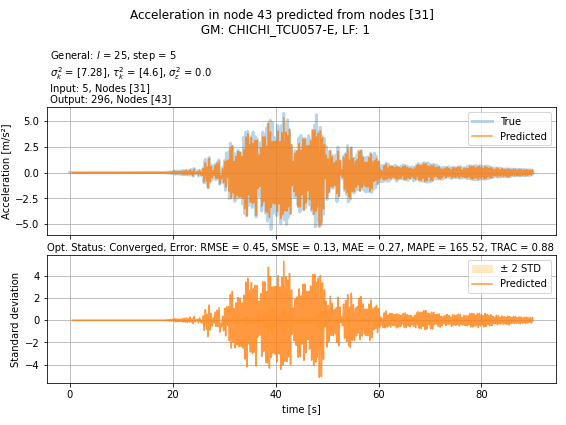 Acceleration in node 43 predicted from nodes [31]
GM: CHICHI_TCU057-E, LF: 1
General: l = 25, step = 5
σ²ₖ = [7.28], τ²ₖ = [4.6], σ²ε = 0.0
Input: 5, Nodes [31]
Output: 296, Nodes [43]
Acceleration [m/s²]
5.0
2.5
0.0
−2.5
−5.0
True
Predicted
Opt. Status: Converged, Error: RMSE = 0.45, SMSE = 0.13, MAE = 0.27, MAPE = 165.52, TRAC = 0.88
Standard deviation
4
2
0
−2
−4
± 2 STD
Predicted
0 20 40 60 80
time [s]